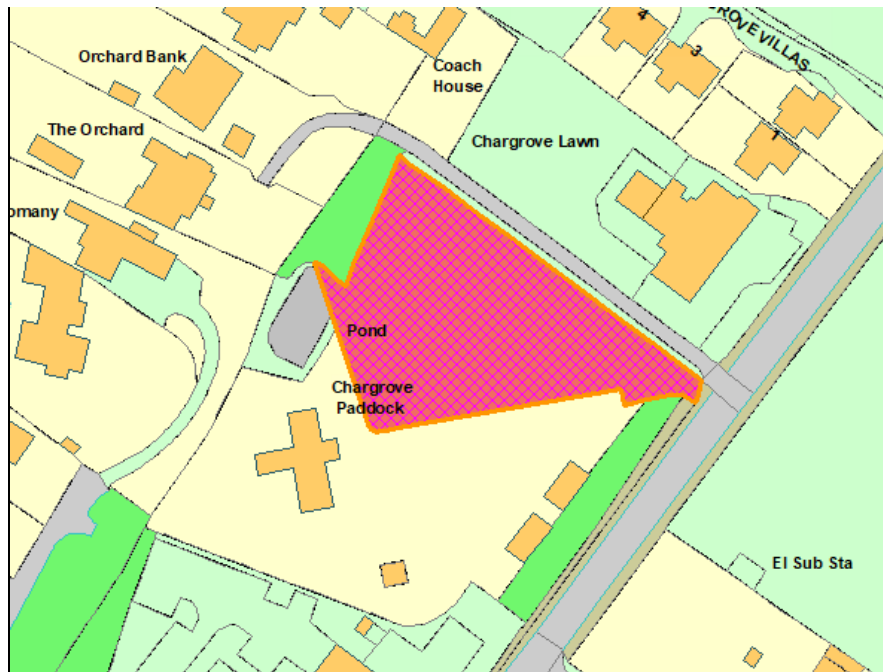 4
GROVE VILLAS
3
Orchard Bank
Coach
House
The Orchard
Chargrove Lawn
1
omany
Pond
Chargrove
Paddock
El Sub Sta